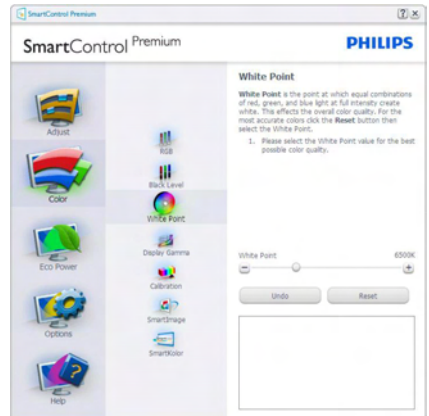 SmartControl Premium
SmartControl Premium
PHILIPS
Adjust
Color
Eco Power
Options
Help
RGB
Black Level
White Point
Display Gamma
Calibration
SmartImage
SmartKolor
White Point
White Point is the point at which equal combinations
of red, green, and blue light at full intensity create
white. This effects the overall color quality. For the
most accurate colors click the Reset button then
select the White Point.
1. Please select the White Point value for the best
possible color quality.
White Point 6500K
Undo Reset